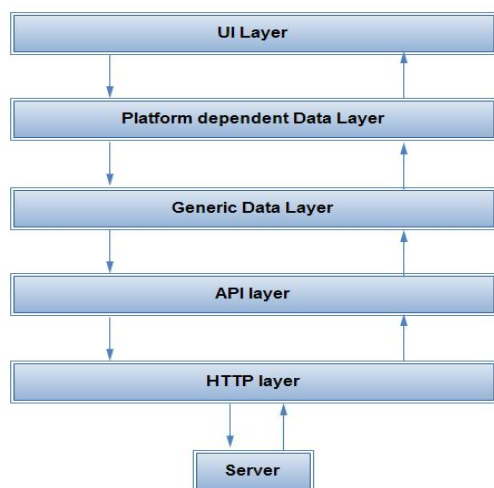 UI Layer
Platform dependent Data Layer
Generic Data Layer
API layer
HTTP layer
Server